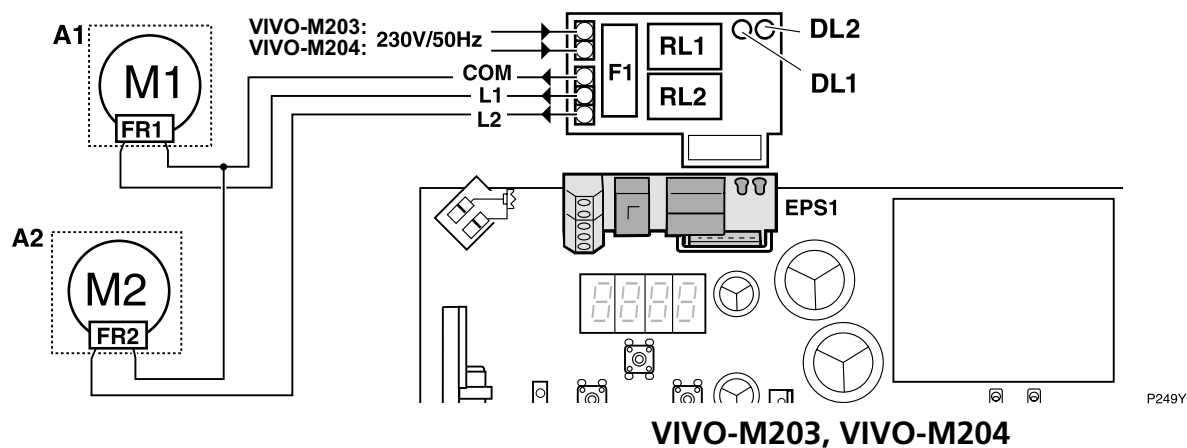 A1
M1
FR1
VIVO-M203:
VIVO-M204:
230V/50Hz
COM
L1
L2
F1
RL1
RL2
DL2
DL1
EPS1
A2
M2
FR2
P249Y
VIVO-M203, VIVO-M204